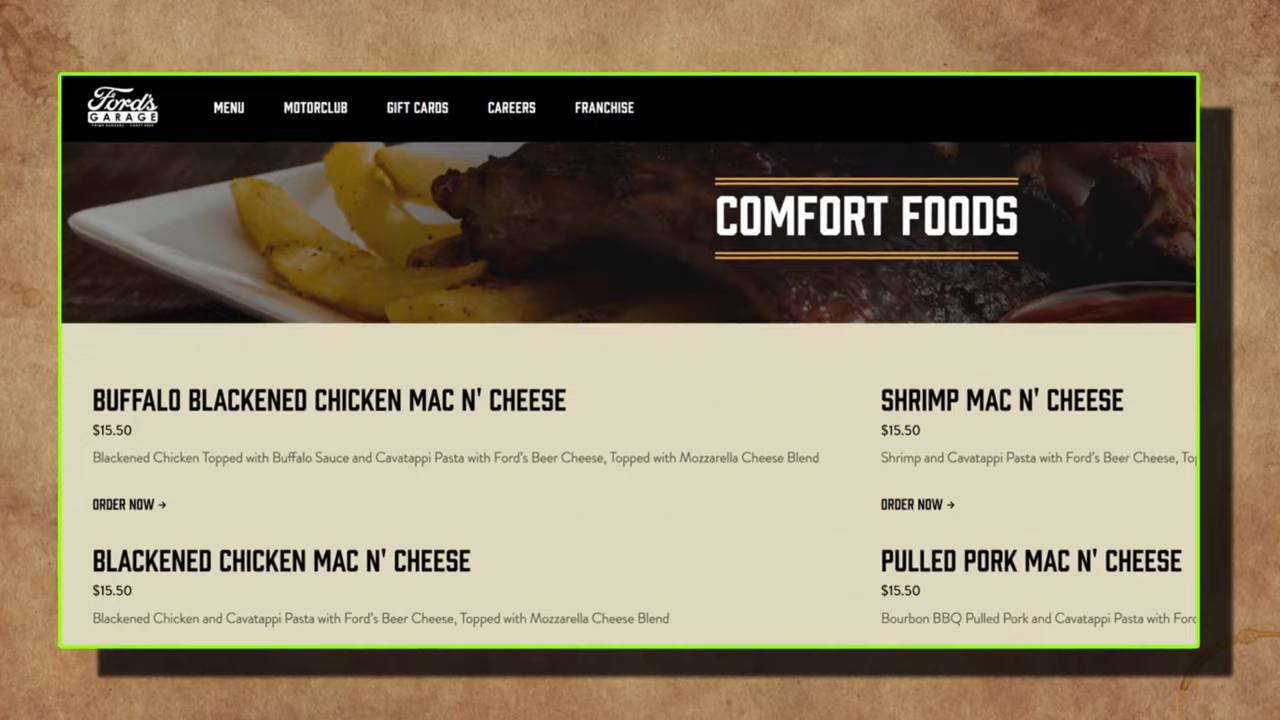 Ford's
GARAGE
MENU
MOTORCLUB
GIFT CARDS
CAREERS
FRANCHISE
COMFORT FOODS
BUFFALO BLACKENED CHICKEN MAC N' CHEESE
$15.50
Blackened Chicken Topped with Buffalo Sauce and Cavatappi Pasta with Ford's Beer Cheese, Topped with Mozzarella Cheese Blend
ORDER NOW →
SHRIMP MAC N' CHEESE
$15.50
Shrimp and Cavatappi Pasta with Ford's Beer Cheese,
ORDER NOW →
BLACKENED CHICKEN MAC N' CHEESE
$15.50
Blackened Chicken and Cavatappi Pasta with Ford's Beer Cheese, Topped with Mozzarella Cheese Blend
PULLED PORK MAC N' CHEESE
$15.50
Bourbon BBQ Pulled Pork and Cavatappi Pasta with